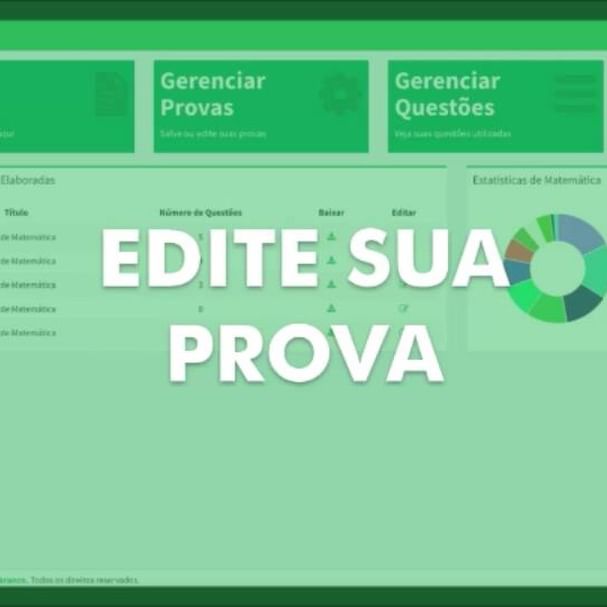 Gerenciar
Provas
Salve ou edite suas provas
Gerenciar
Questões
Veja suas questões utilizadas
Elaboradas
Estatísticas de Matemática
Título Número de Questões Baixar Editar
de Matemática 5
de Matemática
de Matemática 3
de Matemática 0
de Matemática
EDITE SUA
PROVA
Todos os direitos reservados.